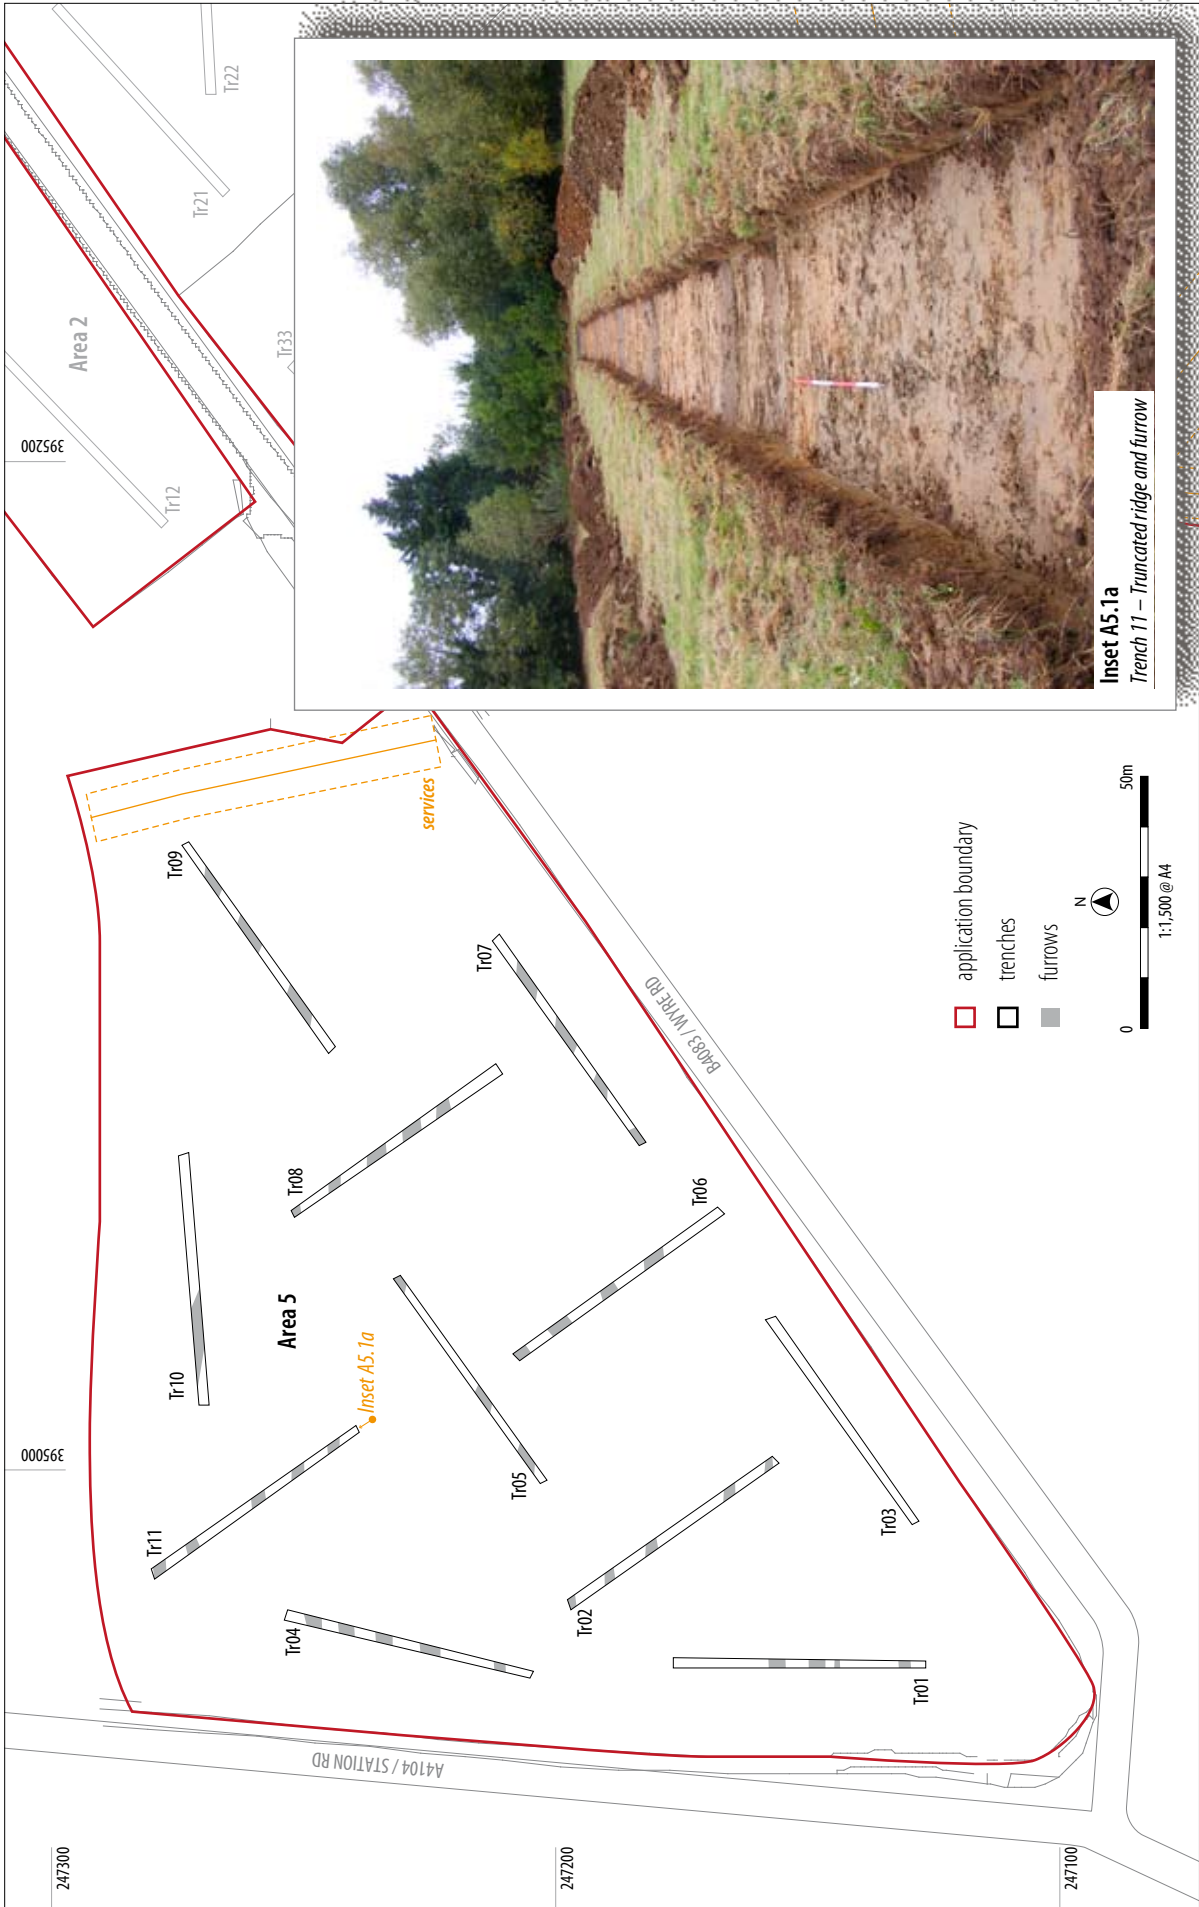 395000
395200
247300
247200
247100
A4104 / STATION RD
B4083 / WYRE RD
Area 5
Area 2
Tr11
Tr10
Tr09
Tr08
Tr07
Tr06
Tr05
Tr04
Tr03
Tr02
Tr01
Tr12
Tr21
Tr22
Tr33
Inset A5.1a
services
application boundary
trenches
furrows
N
0
50m
1:1,500 @ A4
Inset A5.1a
Trench 11 – Truncated ridge and furrow